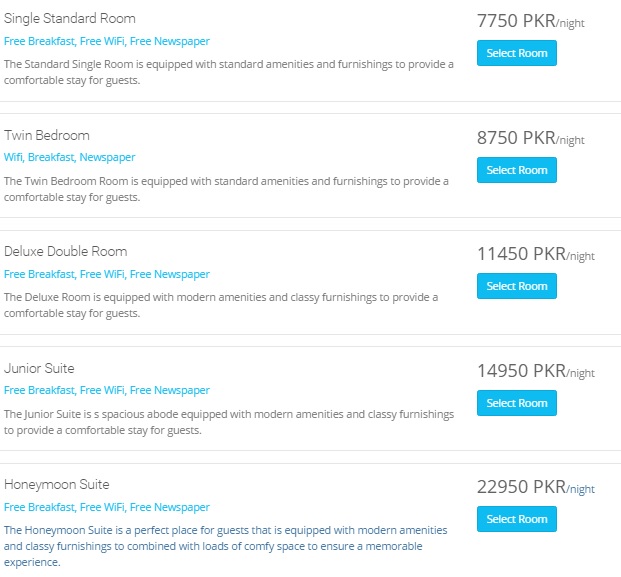 Single Standard Room
7750 PKR/night
Free Breakfast, Free WiFi, Free Newspaper
Select Room
The Standard Single Room is equipped with standard amenities and furnishings to provide a
comfortable stay for guests.
Twin Bedroom
8750 PKR/night
Wifi, Breakfast, Newspaper
Select Room
The Twin Bedroom Room is equipped with standard amenities and furnishings to provide a
comfortable stay for guests.
Deluxe Double Room
11450 PKR/night
Free Breakfast, Free WiFi, Free Newspaper
Select Room
The Deluxe Room is equipped with modern amenities and classy furnishings to provide a
comfortable stay for guests.
Junior Suite
14950 PKR/night
Free Breakfast, Free WiFi, Free Newspaper
Select Room
The Junior Suite is s spacious abode equipped with modern amenities and classy furnishings
to provide a comfortable stay for guests.
Honeymoon Suite
22950 PKR/night
Free Breakfast, Free WiFi, Free Newspaper
Select Room
The Honeymoon Suite is a perfect place for guests that is equipped with modern amenities
and classy furnishings to combined with loads of comfy space to ensure a memorable
experience.